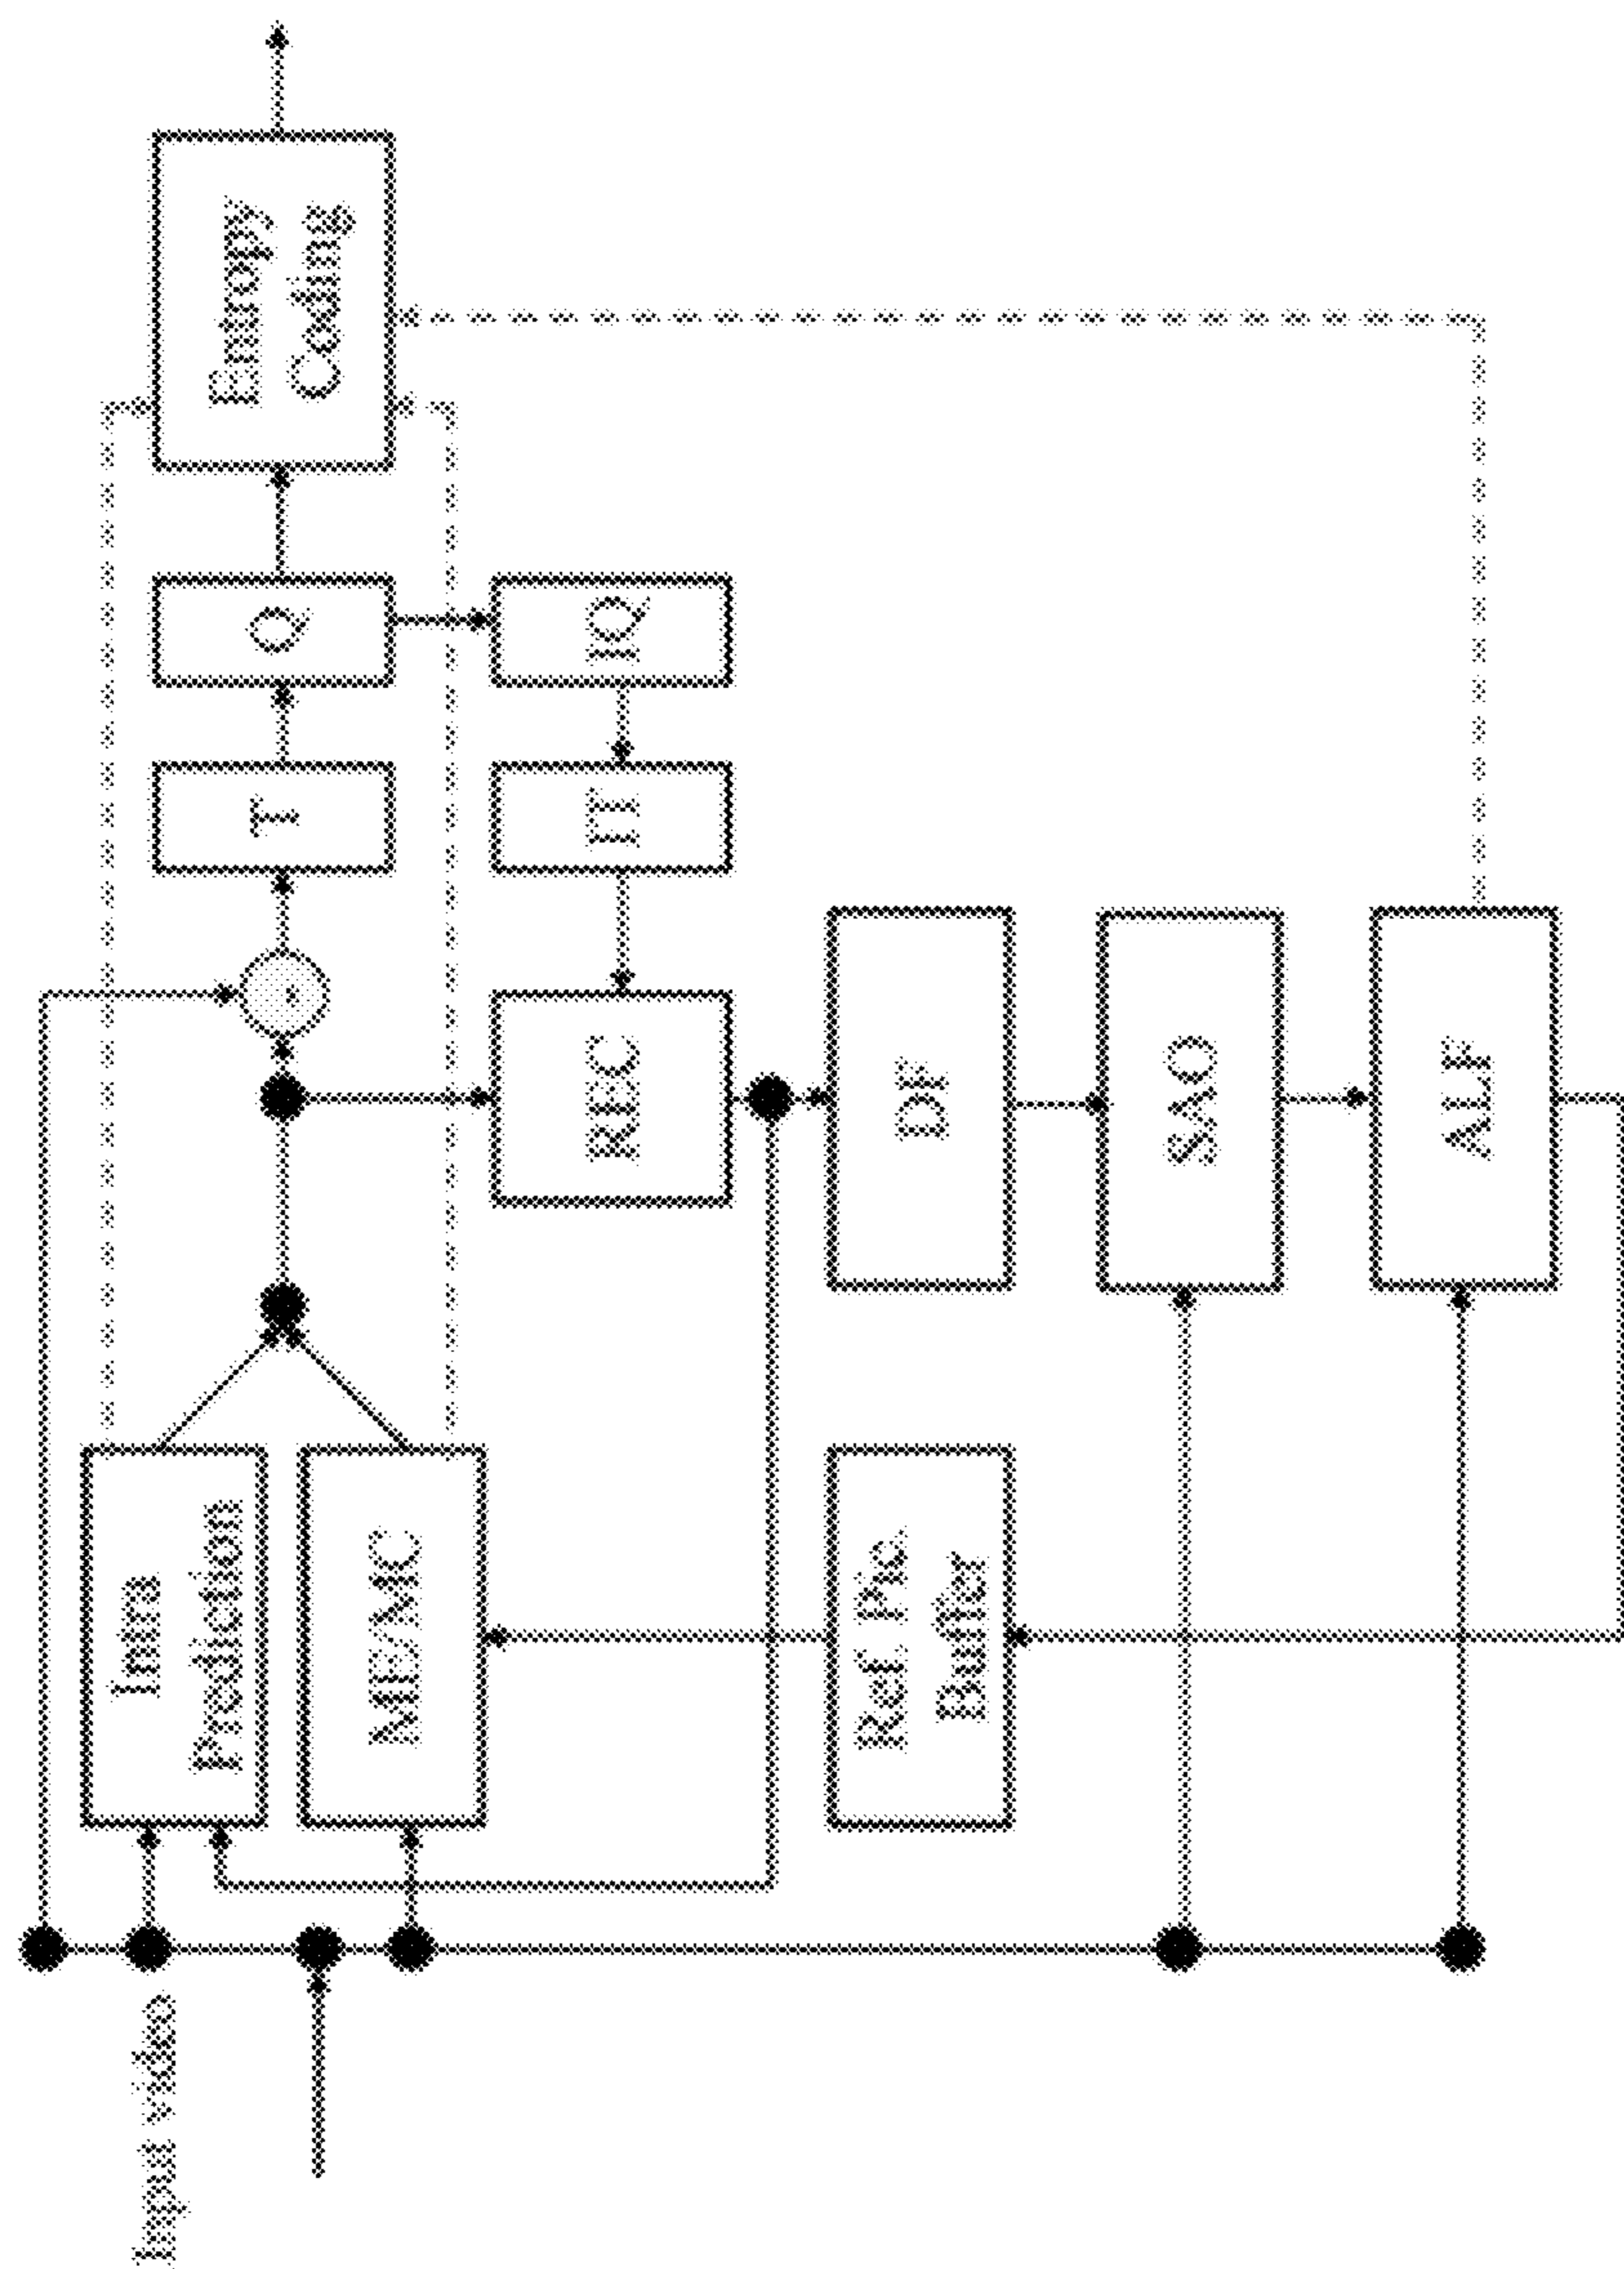 Input video
Intra
Prediction
ME/MC
-
T
Q
Entropy
Coding
REC
IT
IQ
Ref. Pic.
Buffer
DF
SAO
ALF